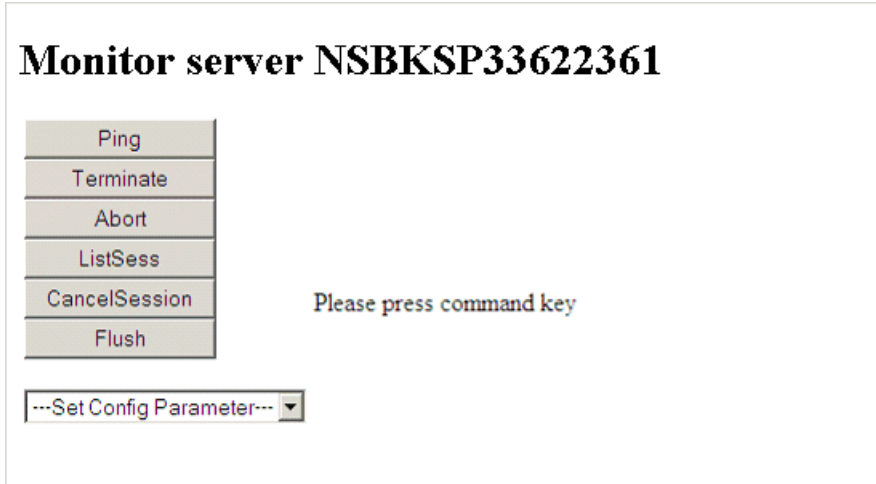 Monitor server NSBKSP33622361
Ping
Terminate
Abort
ListSess
CancelSession
Please press command key
Flush
---Set Config Parameter---